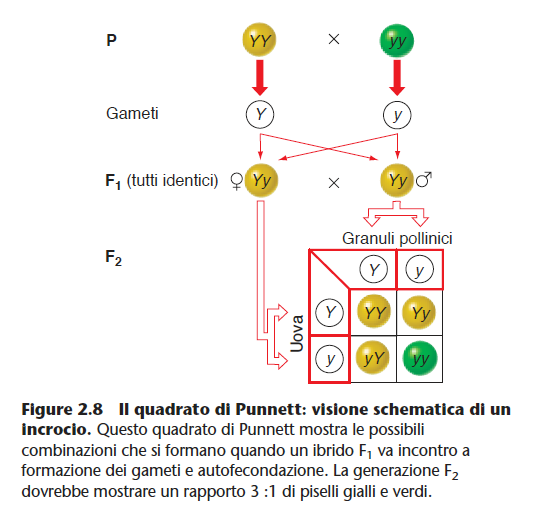 P YY × yy
Gameti Y y
F1 (tutti identici) ♀ Yy × Yy ♂
Granuli pollinici
F2
Y y
Uova
Y YY Yy
y yY yy
Figure 2.8 Il quadrato di Punnett: visione schematica di un
incrocio. Questo quadrato di Punnett mostra le possibili
combinazioni che si formano quando un ibrido F1 va incontro a
formazione dei gameti e autofecondazione. La generazione F2
dovrebbe mostrare un rapporto 3 :1 di piselli gialli e verdi.